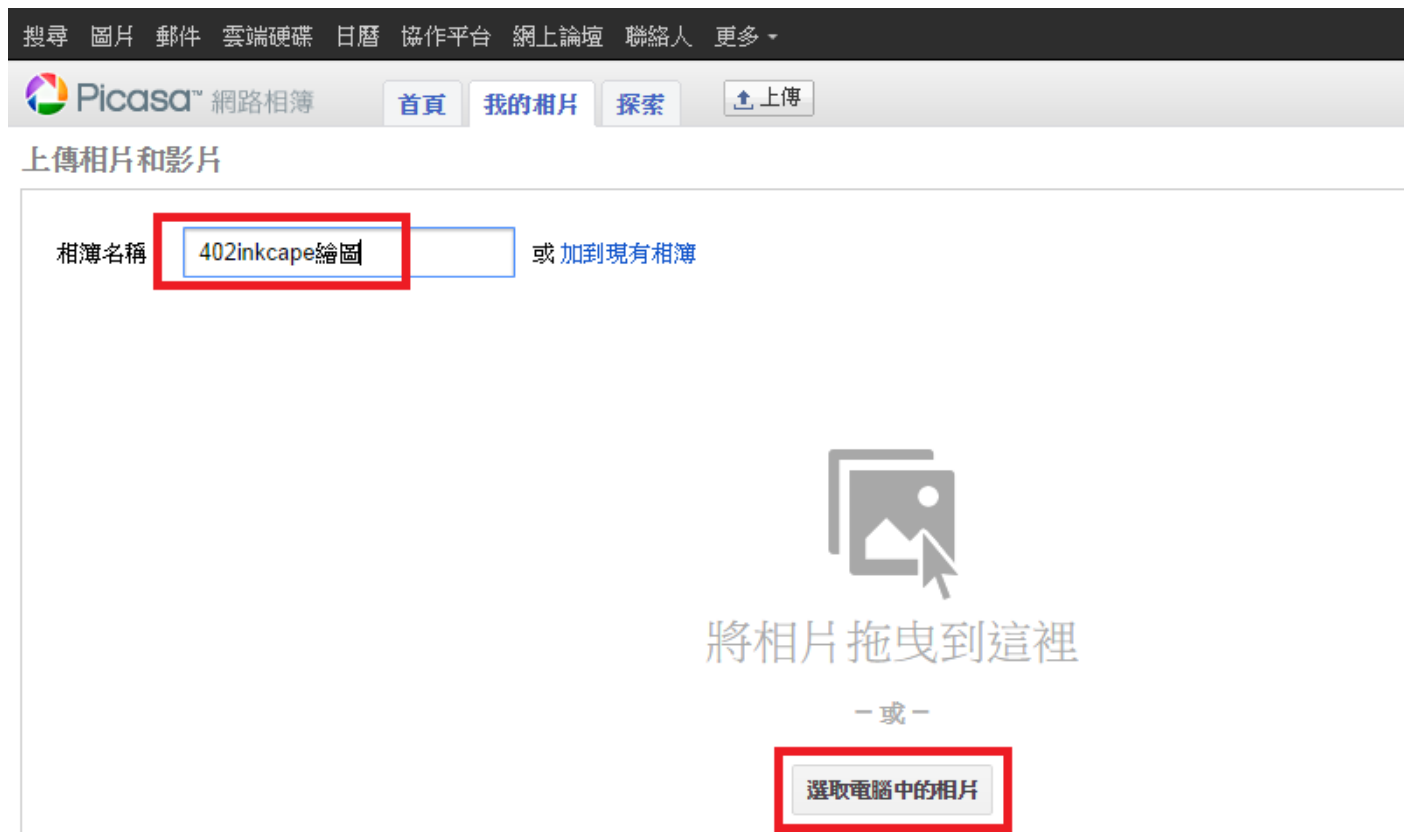 搜尋 圖片 郵件 雲端硬碟 日曆 協作平台 網上論壇 聯絡人 更多
Picasa™ 網路相簿 首頁 我的相片 探索 上傳
上傳相片和影片
相簿名稱 402inkcape繪圖 或 加到現有相簿
將相片拖曳到這裡
－或－
選取電腦中的相片